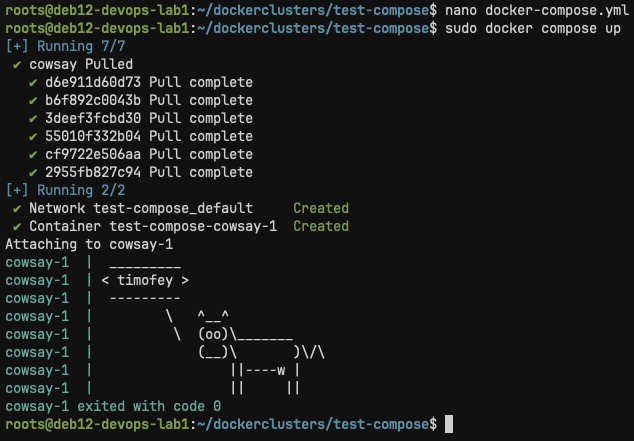 roots@deb12-devops-lab1:~/dockerclusters/test-compose$ nano docker-compose.yml
roots@deb12-devops-lab1:~/dockerclusters/test-compose$ sudo docker compose up
[+] Running 7/7
 ✔ cowsay Pulled
   ✔ d6e911d60d73 Pull complete
   ✔ b6f892c0043b Pull complete
   ✔ 3deef3fcbd30 Pull complete
   ✔ 55010f332b04 Pull complete
   ✔ cf9722e506aa Pull complete
   ✔ 2955fb827c94 Pull complete
[+] Running 2/2
 ✔ Network test-compose_default     Created
 ✔ Container test-compose-cowsay-1  Created
Attaching to cowsay-1
cowsay-1  |  _________
cowsay-1  | < timofey >
cowsay-1  |  ---------
cowsay-1  |         \   ^__^
cowsay-1  |          \  (oo)\_______
cowsay-1  |             (__)\       )\/\
cowsay-1  |                 ||----w |
cowsay-1  |                 ||     ||
cowsay-1 exited with code 0
roots@deb12-devops-lab1:~/dockerclusters/test-compose$